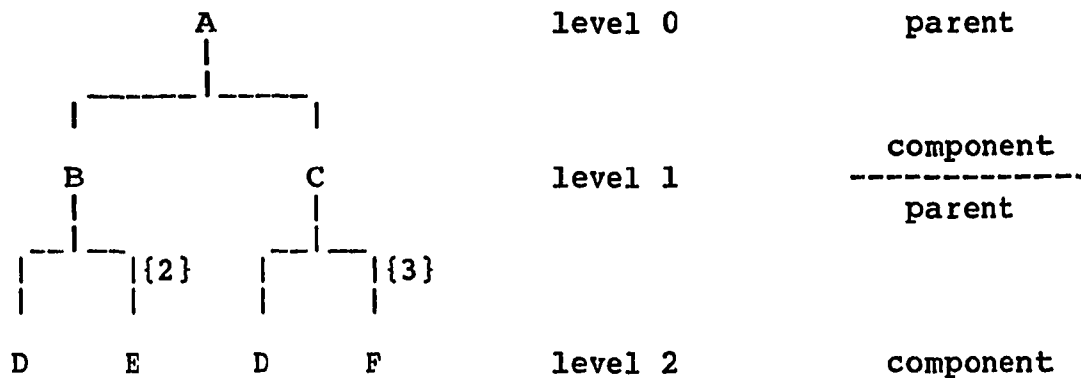 A level 0 parent
component
B C level 1
parent
{2} {3}
D E D F level 2 component